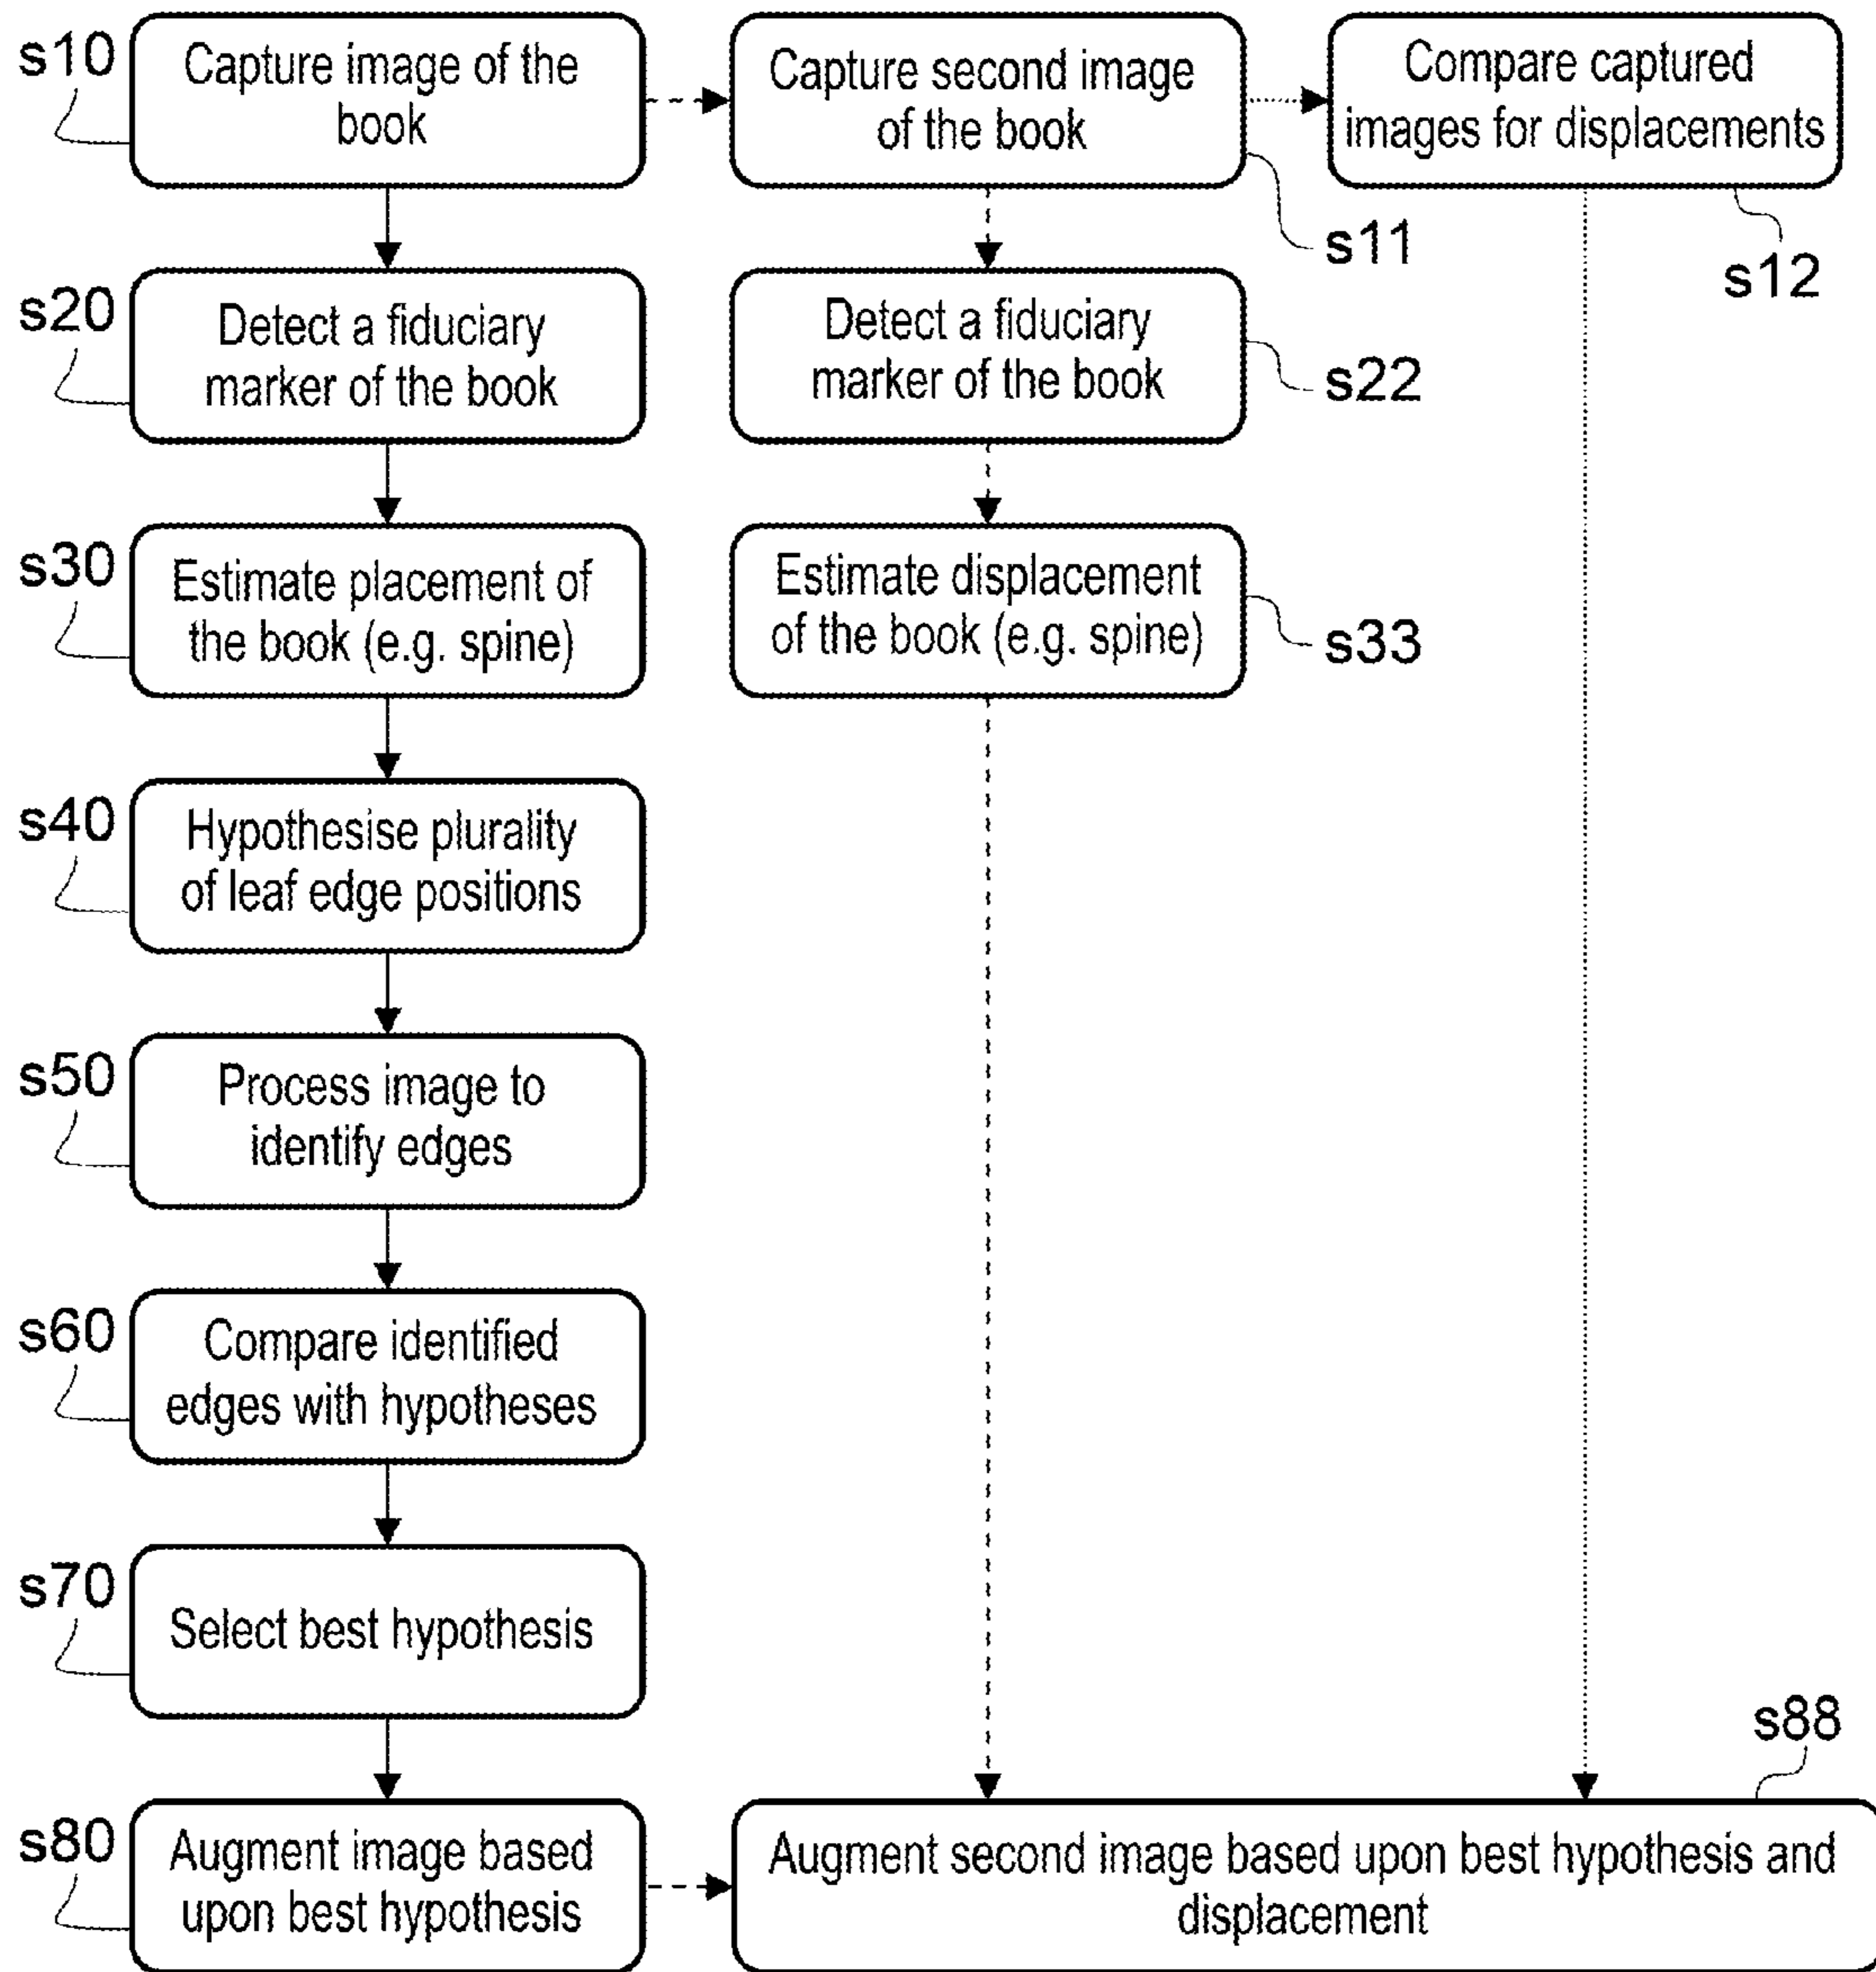 s10
Capture image of the
book
Capture second image
of the book
s11
Compare captured
images for displacements
s12
s20
Detect a fiduciary
marker of the book
Detect a fiduciary
marker of the book
s22
s30
Estimate placement of
the book (e.g. spine)
Estimate displacement
of the book (e.g. spine)
s33
s40
Hypothesise plurality
of leaf edge positions
s50
Process image to
identify edges
s60
Compare identified
edges with hypotheses
s70
Select best hypothesis
s80
Augment image based
upon best hypothesis
s88
Augment second image based upon best hypothesis and
displacement